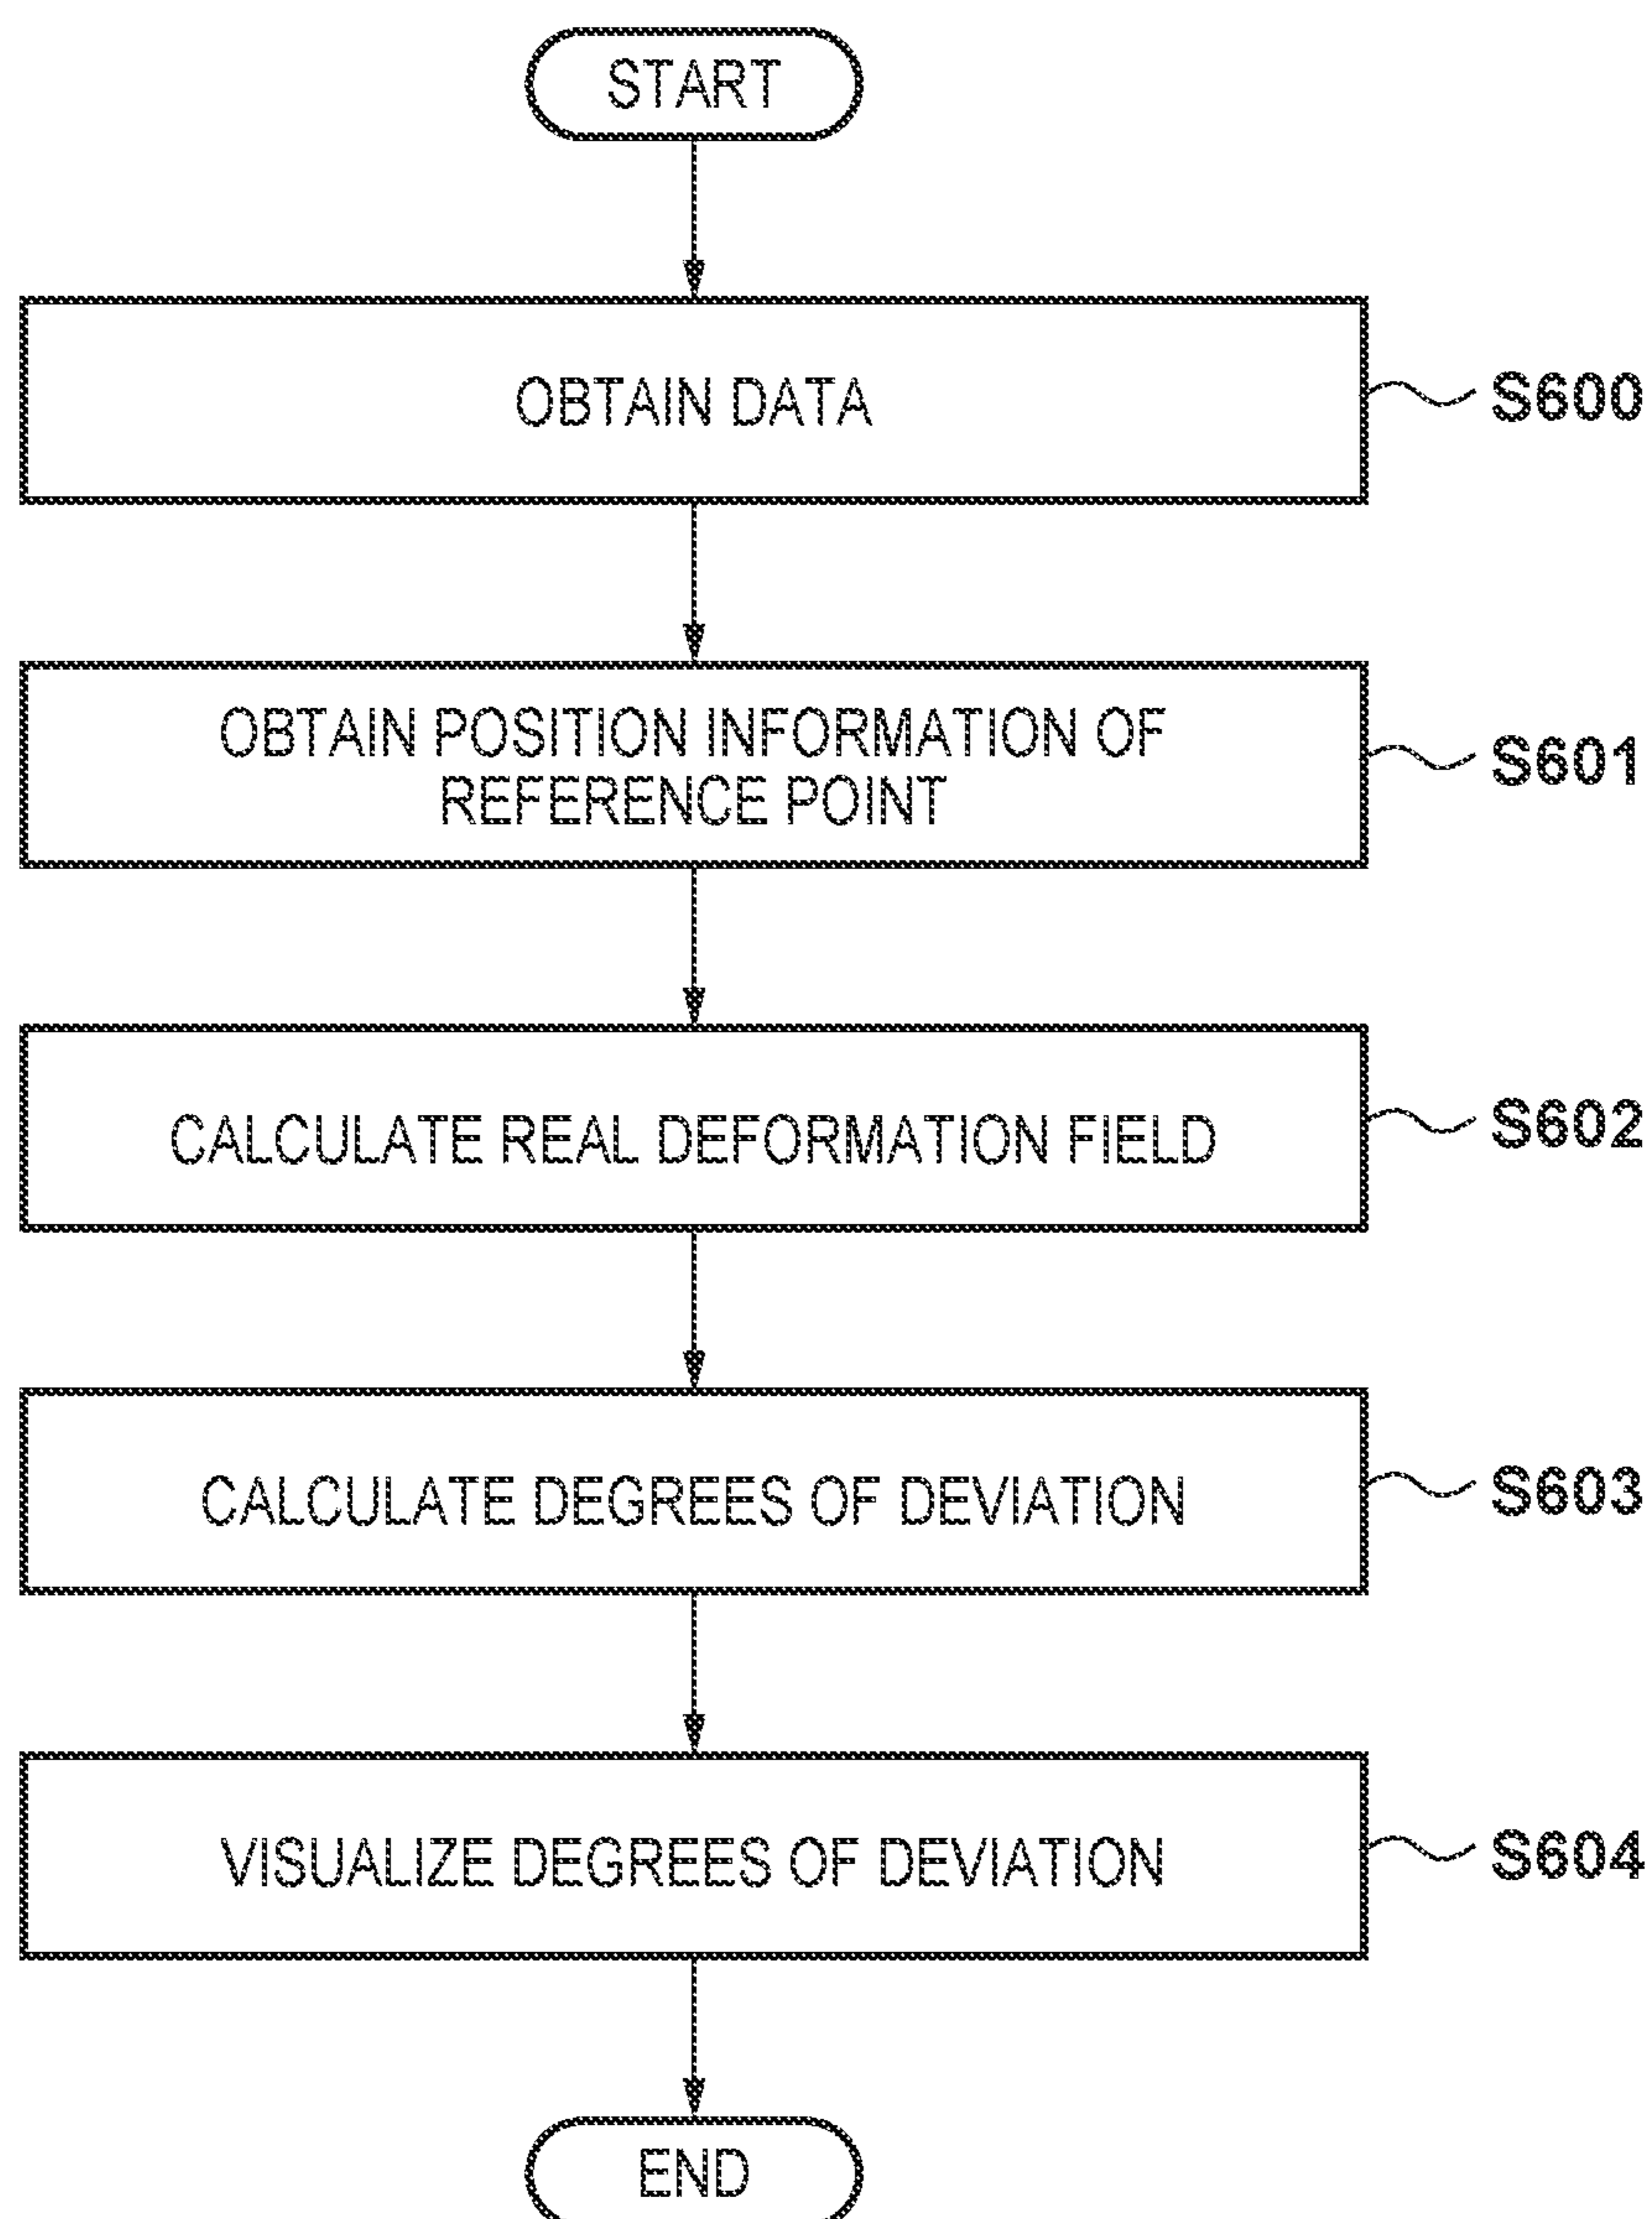 START
OBTAIN DATA
S600
OBTAIN POSITION INFORMATION OF
REFERENCE POINT
S601
CALCULATE REAL DEFORMATION FIELD
S602
CALCULATE DEGREES OF DEVIATION
S603
VISUALIZE DEGREES OF DEVIATION
S604
END